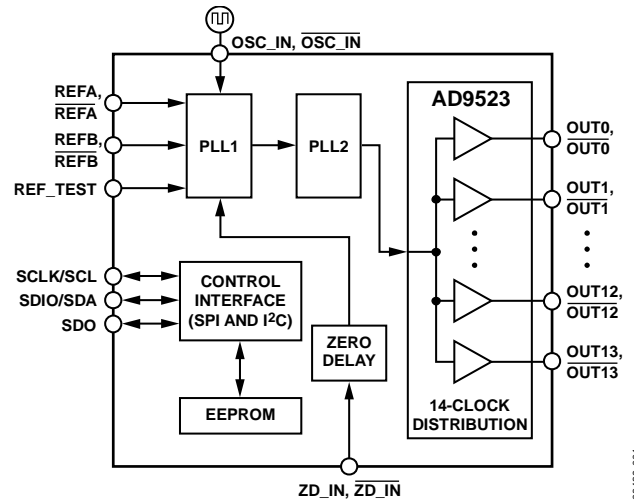 OSC_IN, OSC_IN
REFA,
REFA
REFB,
REFB
REF_TEST
PLL1
PLL2
AD9523
OUT0,
OUT0
OUT1,
OUT1
OUT12,
OUT12
OUT13,
OUT13
14-CLOCK
DISTRIBUTION
SCLK/SCL
SDIO/SDA
SDO
CONTROL
INTERFACE
(SPI AND I²C)
EEPROM
ZERO
DELAY
ZD_IN, ZD_IN